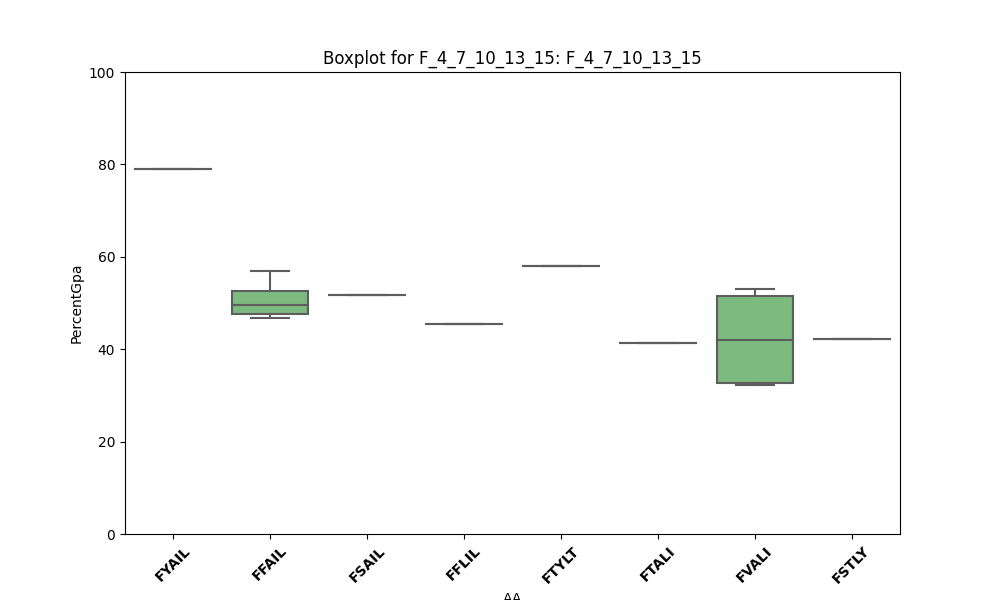 Boxplot for F_4_7_10_13_15: F_4_7_10_13_15
100
80
60
40
20
0
PercentGpa
FYAIL
FFAIL
FSAIL
FFLIL
FTYLT
FTALI
FVALI
FSTLY
AA